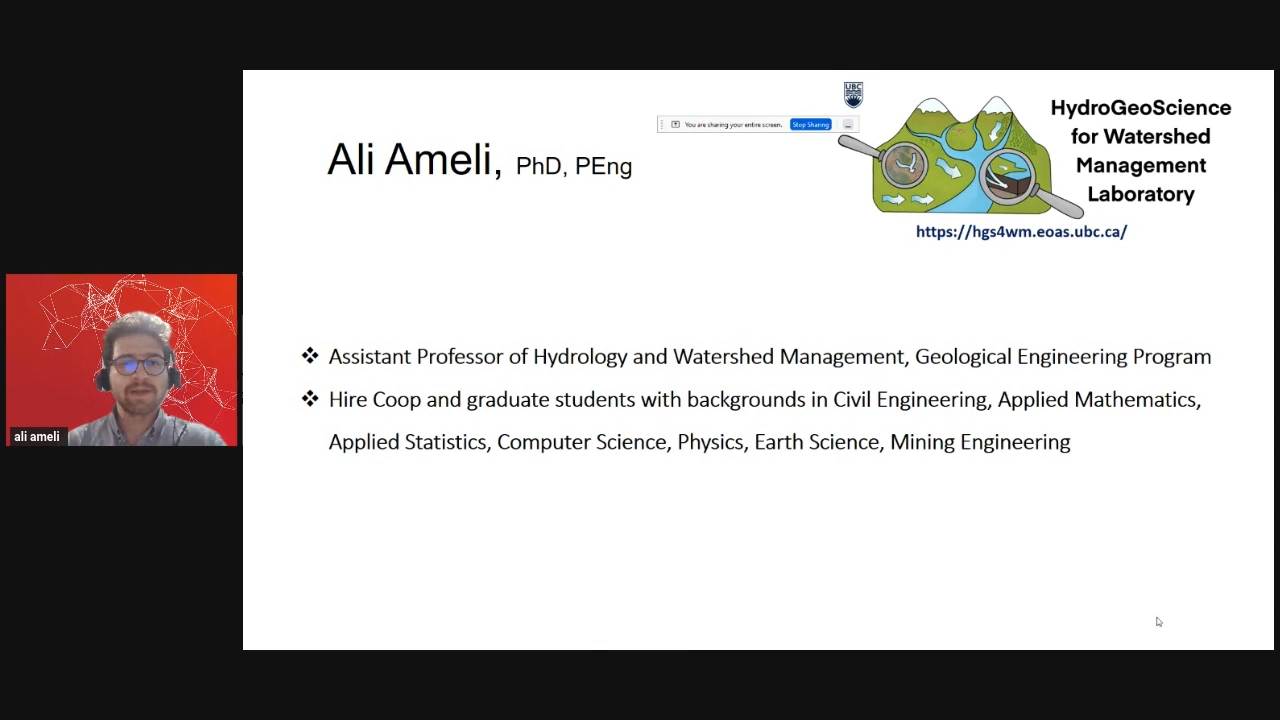 UBC
You are sharing your entire screen. Stop Sharing
HydroGeoScience
for Watershed
Management
Laboratory
https://hgs4wm.eoas.ubc.ca/
Ali Ameli, PhD, PEng
❖ Assistant Professor of Hydrology and Watershed Management, Geological Engineering Program
❖ Hire Coop and graduate students with backgrounds in Civil Engineering, Applied Mathematics,
Applied Statistics, Computer Science, Physics, Earth Science, Mining Engineering
ali ameli